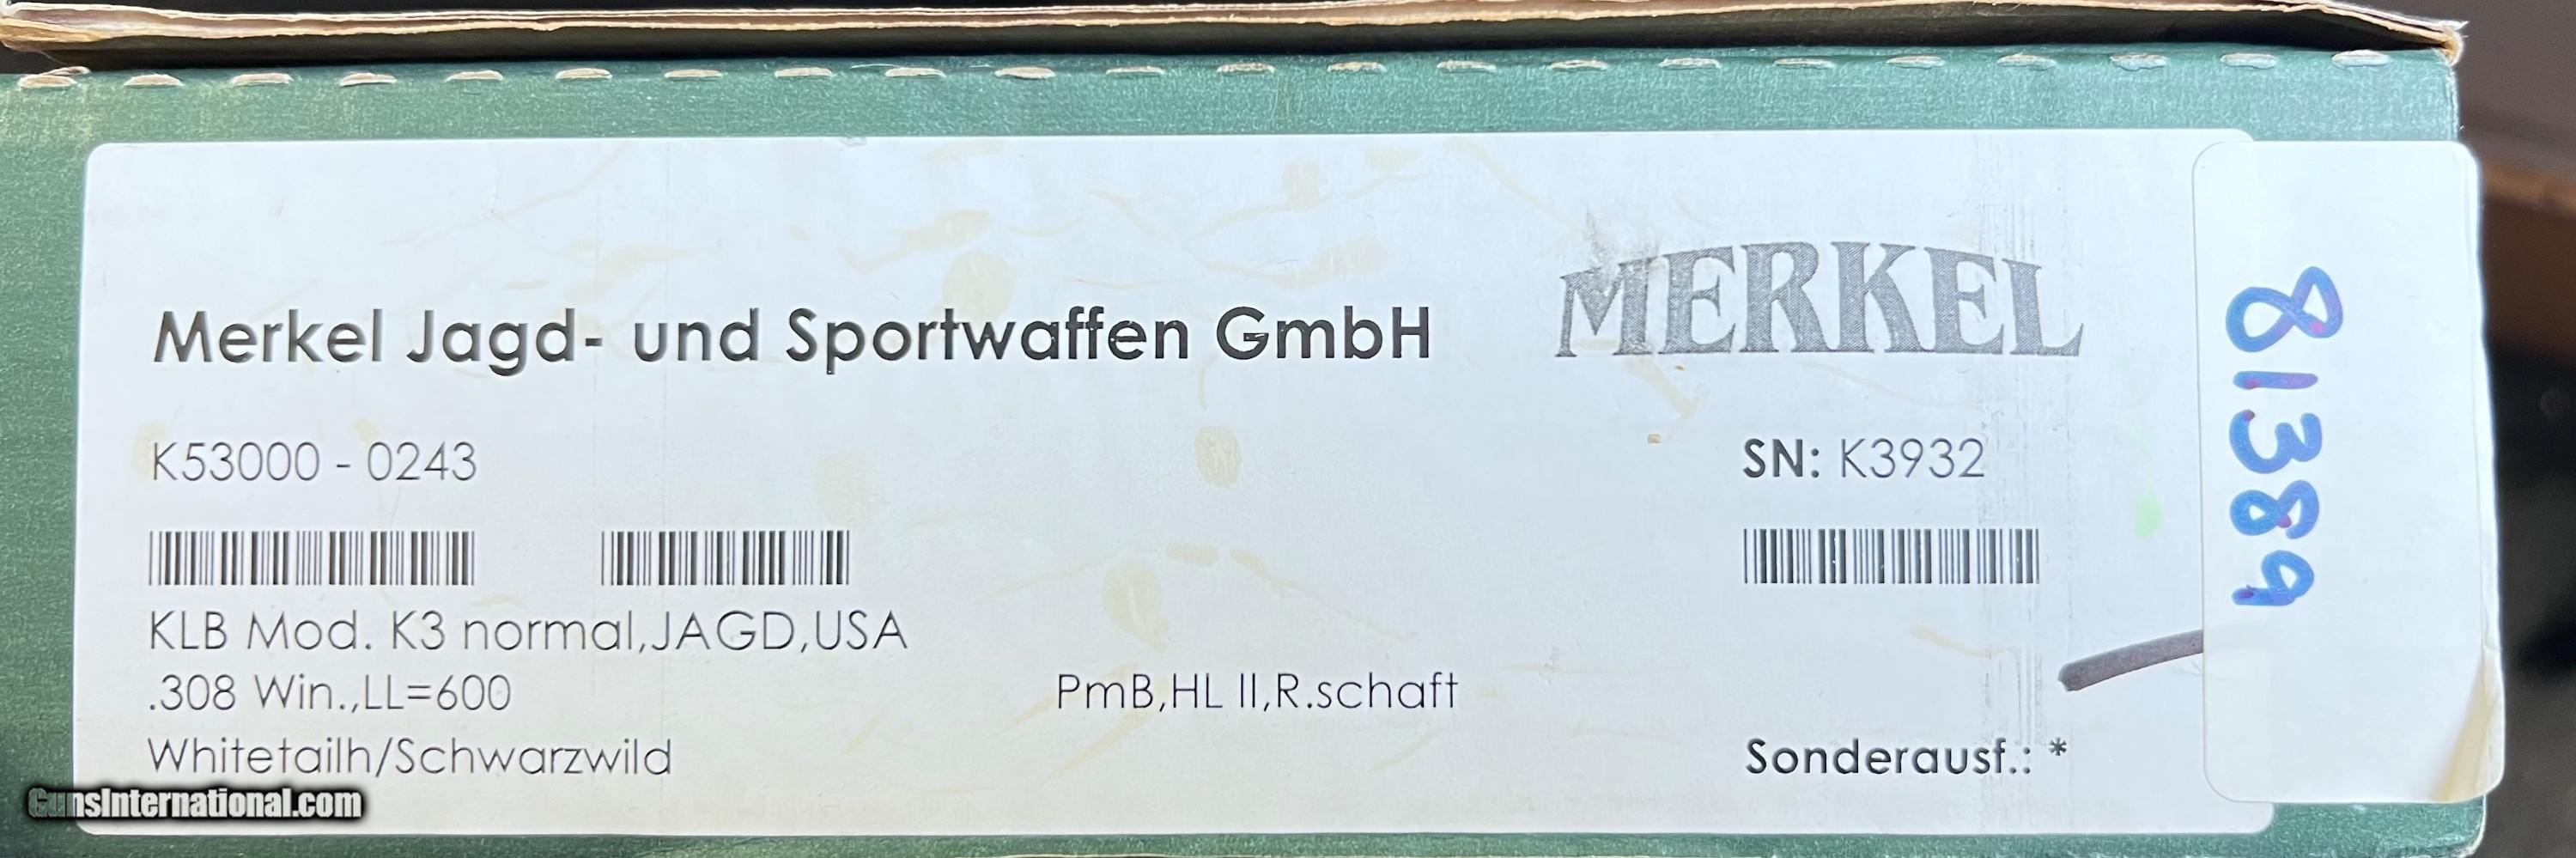 Merkel Jagd- und Sportwaffen GmbH
MERKEL
K53000 - 0243
SN: K3932
KLB Mod. K3 normal,JAGD,USA
.308 Win.,LL=600
PmB,HL II,R.schaft
Whitetailh/Schwarzwild
Sonderausf.: *
81389
GunsInternational.com